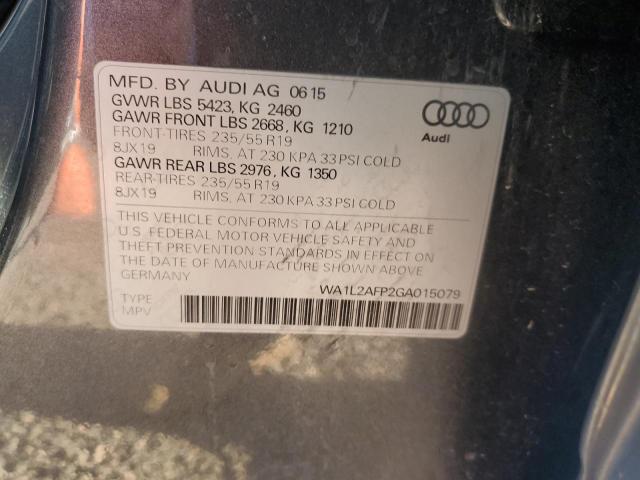 MFD. BY AUDI AG 06 15
GVWR LBS 5423, KG 2460
GAWR FRONT LBS 2668, KG 1210
FRONT-TIRES 235/55 R19
8JX19 RIMS, AT 230 KPA 33 PSI COLD
GAWR REAR LBS 2976, KG 1350
REAR-TIRES 235/55 R19
8JX19 RIMS, AT 230 KPA 33 PSI COLD
Audi
THIS VEHICLE CONFORMS TO ALL APPLICABLE
U.S. FEDERAL MOTOR VEHICLE SAFETY AND
THEFT PREVENTION STANDARDS IN EFFECT ON
THE DATE OF MANUFACTURE SHOWN ABOVE
GERMANY
WA1L2AFP2GA015079
TYPE
MPV